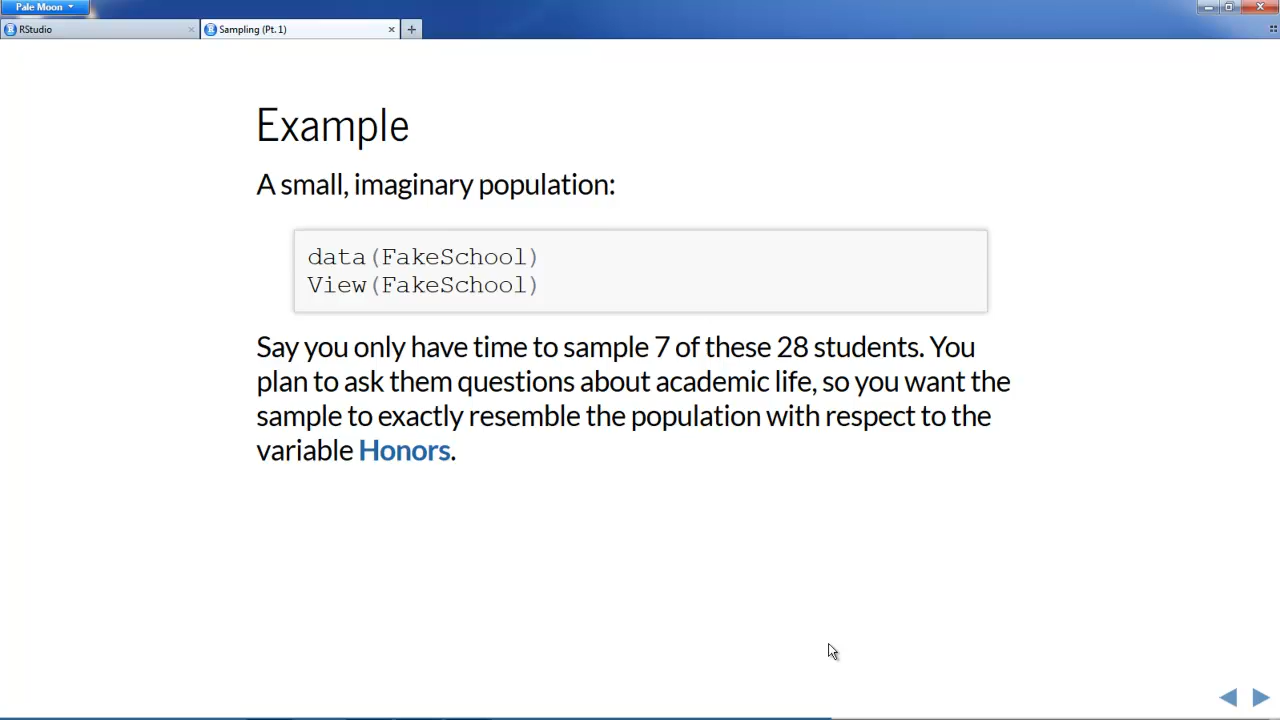 Pale Moon
RStudio
Sampling (Pt. 1)
Example
A small, imaginary population:
data(FakeSchool)
View(FakeSchool)
Say you only have time to sample 7 of these 28 students. You
plan to ask them questions about academic life, so you want the
sample to exactly resemble the population with respect to the
variable Honors.